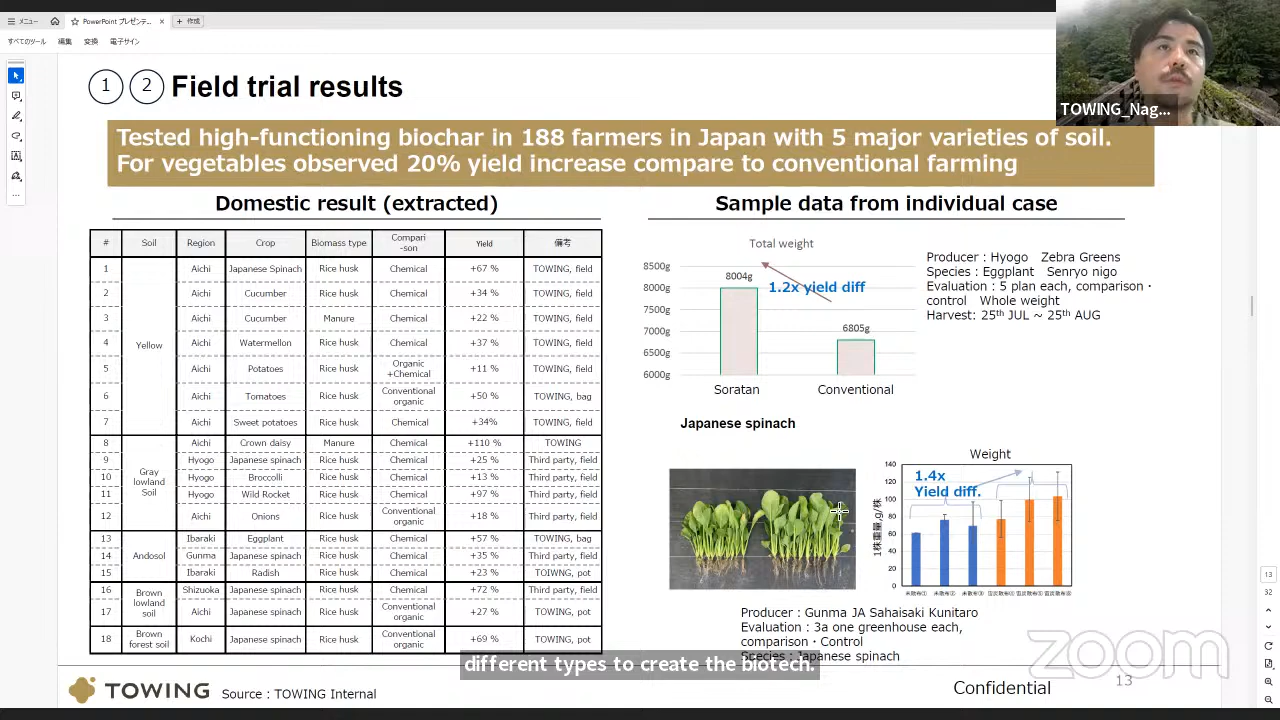 メニュー
PowerPoint プレゼンテ...
×
+ 作成
すべてのツール 編集 変換 電子サイン
TOWING_Nag...
1 2 Field trial results
Tested high-functioning biochar in 188 farmers in Japan with 5 major varieties of soil.
For vegetables observed 20% yield increase compare to conventional farming
Domestic result (extracted)
# Soil Region Crop Biomass type Compari-son Yield 備考
1 Yellow Aichi Japanese Spinach Rice husk Chemical +67 % TOWING, field
2 Aichi Cucumber Rice husk Chemical +34 % TOWING, field
3 Aichi Cucumber Manure Chemical +22 % TOWING, field
4 Aichi Watermellon Rice husk Chemical +37 % TOWING, field
5 Aichi Potatoes Rice husk Organic +Chemical +11 % TOWING, field
6 Aichi Tomatoes Rice husk Conventional organic +50 % TOWING, bag
7 Aichi Sweet potatoes Rice husk Chemical +34% TOWING, field
8 Gray lowland Soil Aichi Crown daisy Manure Chemical +110 % TOWING
9 Hyogo Japanese spinach Rice husk Chemical +25 % Third party, field
10 Hyogo Broccolli Rice husk Chemical +13 % Third party, field
11 Hyogo Wild Rocket Rice husk Chemical +97 % Third party, field
12 Aichi Onions Rice husk Conventional organic +18 % Third party, field
13 Andosol Ibaraki Eggplant Rice husk Chemical +57 % TOWING, bag
14 Gunma Japanese spinach Rice husk Chemical +35 % Third party, field
15 Ibaraki Radish Rice husk Chemical +23 % TOIWNG, pot
16 Brown lowland soil Shizuoka Japanese spinach Rice husk Chemical +72 % Third party, field
17 Aichi Japanese spinach Rice husk Conventional organic +27 % TOWING, pot
18 Brown forest soil Kochi Japanese spinach Rice husk Conventional organic +69 % TOWING, pot
Sample data from individual case
Total weight
8500g
8000g
7500g
7000g
6500g
6000g
8004g
1.2x yield diff
6805g
Soratan Conventional
Producer : Hyogo Zebra Greens
Species : Eggplant Senryo nigo
Evaluation : 5 plan each, comparison・
control Whole weight
Harvest: 25th JUL ~ 25th AUG
Japanese spinach
Weight
1株重量,g/株
140
120
100
80
60
40
20
0
1.4x
Yield diff.
Producer : Gunma JA Sahaisaki Kunitaro
Evaluation : 3a one greenhouse each,
comparison・Control
Species : Japanese spinach
different types to create the biotech.
TOWING
Source : TOWING Internal
Confidential
13
zoom
13
32